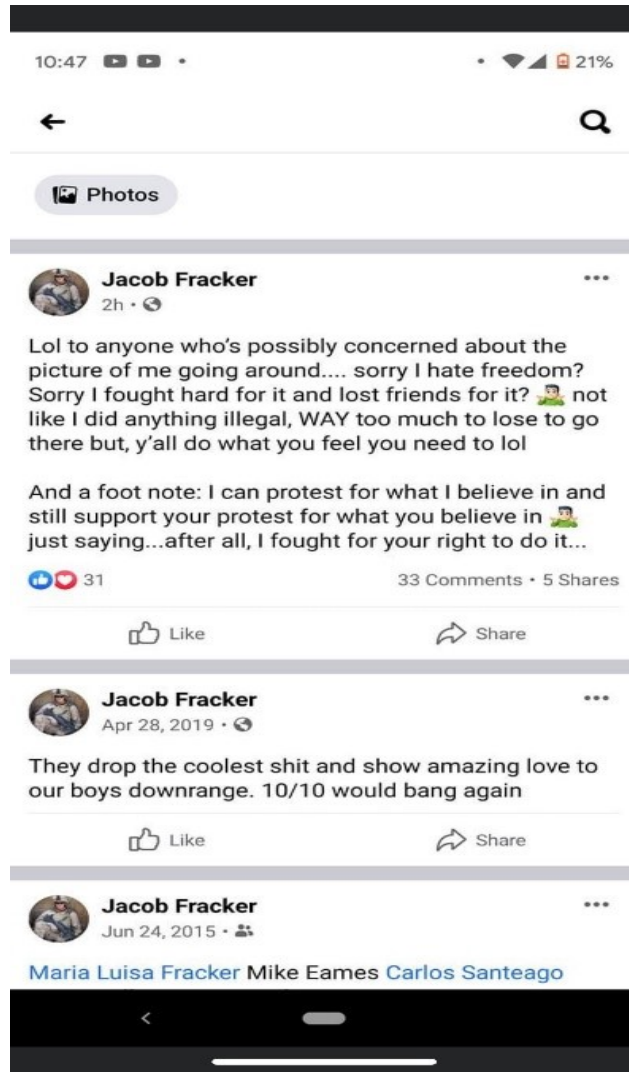 10:47
21%
Photos
Jacob Fracker
2h
Lol to anyone who's possibly concerned about the
picture of me going around.... sorry I hate freedom?
Sorry I fought hard for it and lost friends for it? 🤷🏻‍♂️ not
like I did anything illegal, WAY too much to lose to go
there but, y'all do what you feel you need to lol
And a foot note: I can protest for what I believe in and
still support your protest for what you believe in 🤷🏻‍♂️
just saying...after all, I fought for your right to do it...
31
33 Comments • 5 Shares
Like
Share
Jacob Fracker
Apr 28, 2019
They drop the coolest shit and show amazing love to
our boys downrange. 10/10 would bang again
Like
Share
Jacob Fracker
Jun 24, 2015
Maria Luisa Fracker Mike Eames Carlos Santeago